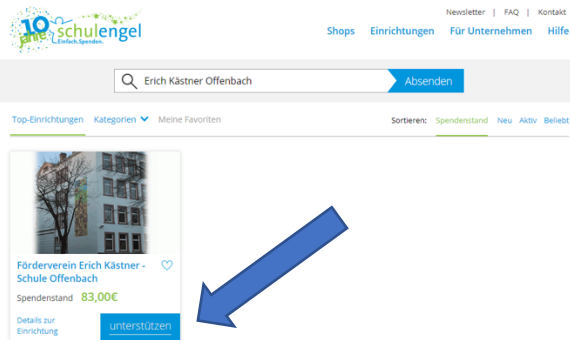 Newsletter | FAQ | Kontakt
10 Jahre schulengel
Einfach.Spenden.
Shops Einrichtungen Für Unternehmen Hilfe
Erich Kästner Offenbach Absenden
Top-Einrichtungen Kategorien Meine Favoriten Sortieren: Spendenstand Neu Aktiv Beliebt
Förderverein Erich Kästner -
Schule Offenbach
Spendenstand 83,00€
Details zur
Einrichtung
unterstützen